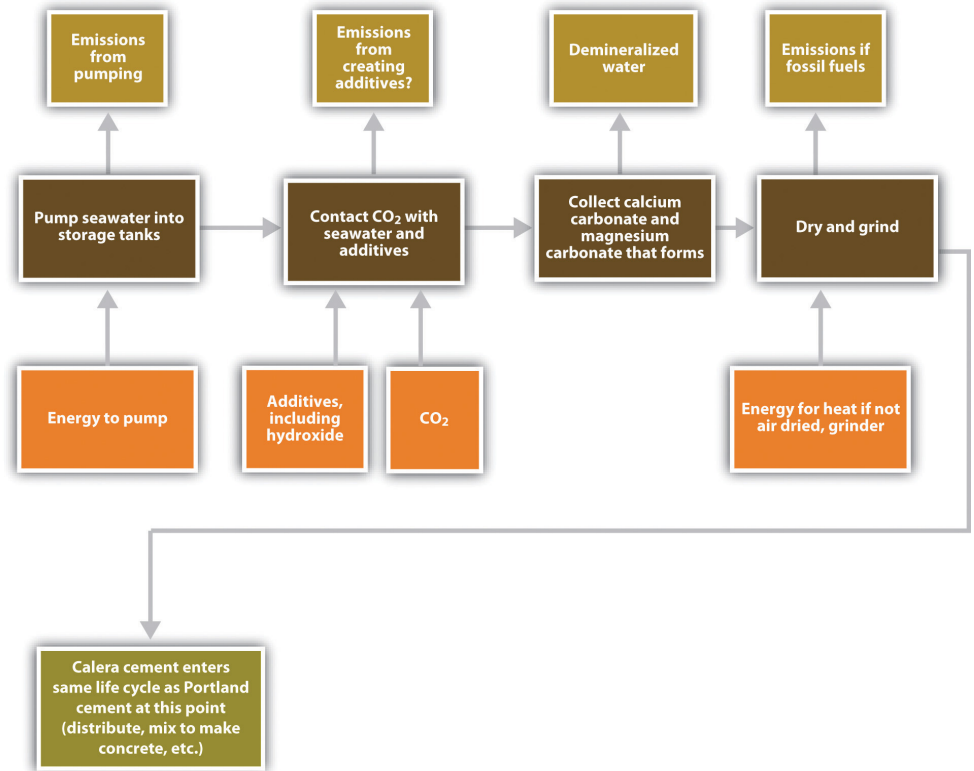 Emissions
from
pumping
Emissions
from
creating
additives?
Demineralized
water
Emissions if
fossil fuels
Pump seawater into
storage tanks
Contact CO₂ with
seawater and
additives
Collect calcium
carbonate and
magnesium
carbonate that forms
Dry and grind
Energy to pump
Additives,
including
hydroxide
CO₂
Energy for heat if not
air dried, grinder
Calera cement enters
same life cycle as Portland
cement at this point
(distribute, mix to make
concrete, etc.)